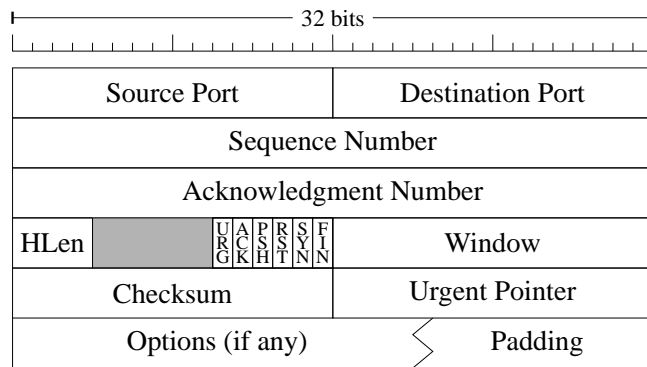 32 bits
Source Port Destination Port
Sequence Number
Acknowledgment Number
HLen URG ACK PSH RST SYN FIN Window
Checksum Urgent Pointer
Options (if any) Padding